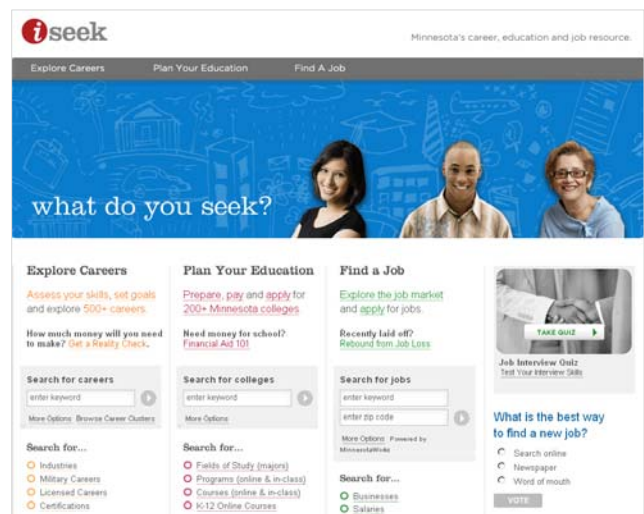 iseek
Minnesota's career, education and job resource.
Explore Careers
Plan Your Education
Find A Job
what do you seek?
Explore Careers
Assess your skills, set goals
and explore 500+ careers.
How much money will you need
to make? Get a Reality Check.
Search for careers
enter keyword
More Options Browse Career Clusters
Search for...
Industries
Military Careers
Licensed Careers
Certifications
Plan Your Education
Prepare, pay and apply for
200+ Minnesota colleges.
Need money for school?
Financial Aid 101
Search for colleges
enter keyword
More Options
Search for...
Fields of Study (majors)
Programs (online & in-class)
Courses (online & in-class)
K-12 Online Courses
Find a Job
Explore the job market
and apply for jobs.
Recently laid off?
Rebound from Job Loss
Search for jobs
enter keyword
enter zip code
More Options Powered by
MinnesotaWorks
Search for...
Businesses
Salaries
TAKE QUIZ
Job Interview Quiz
Test Your Interview Skills
What is the best way
to find a new job?
Search online
Newspaper
Word of mouth
VOTE